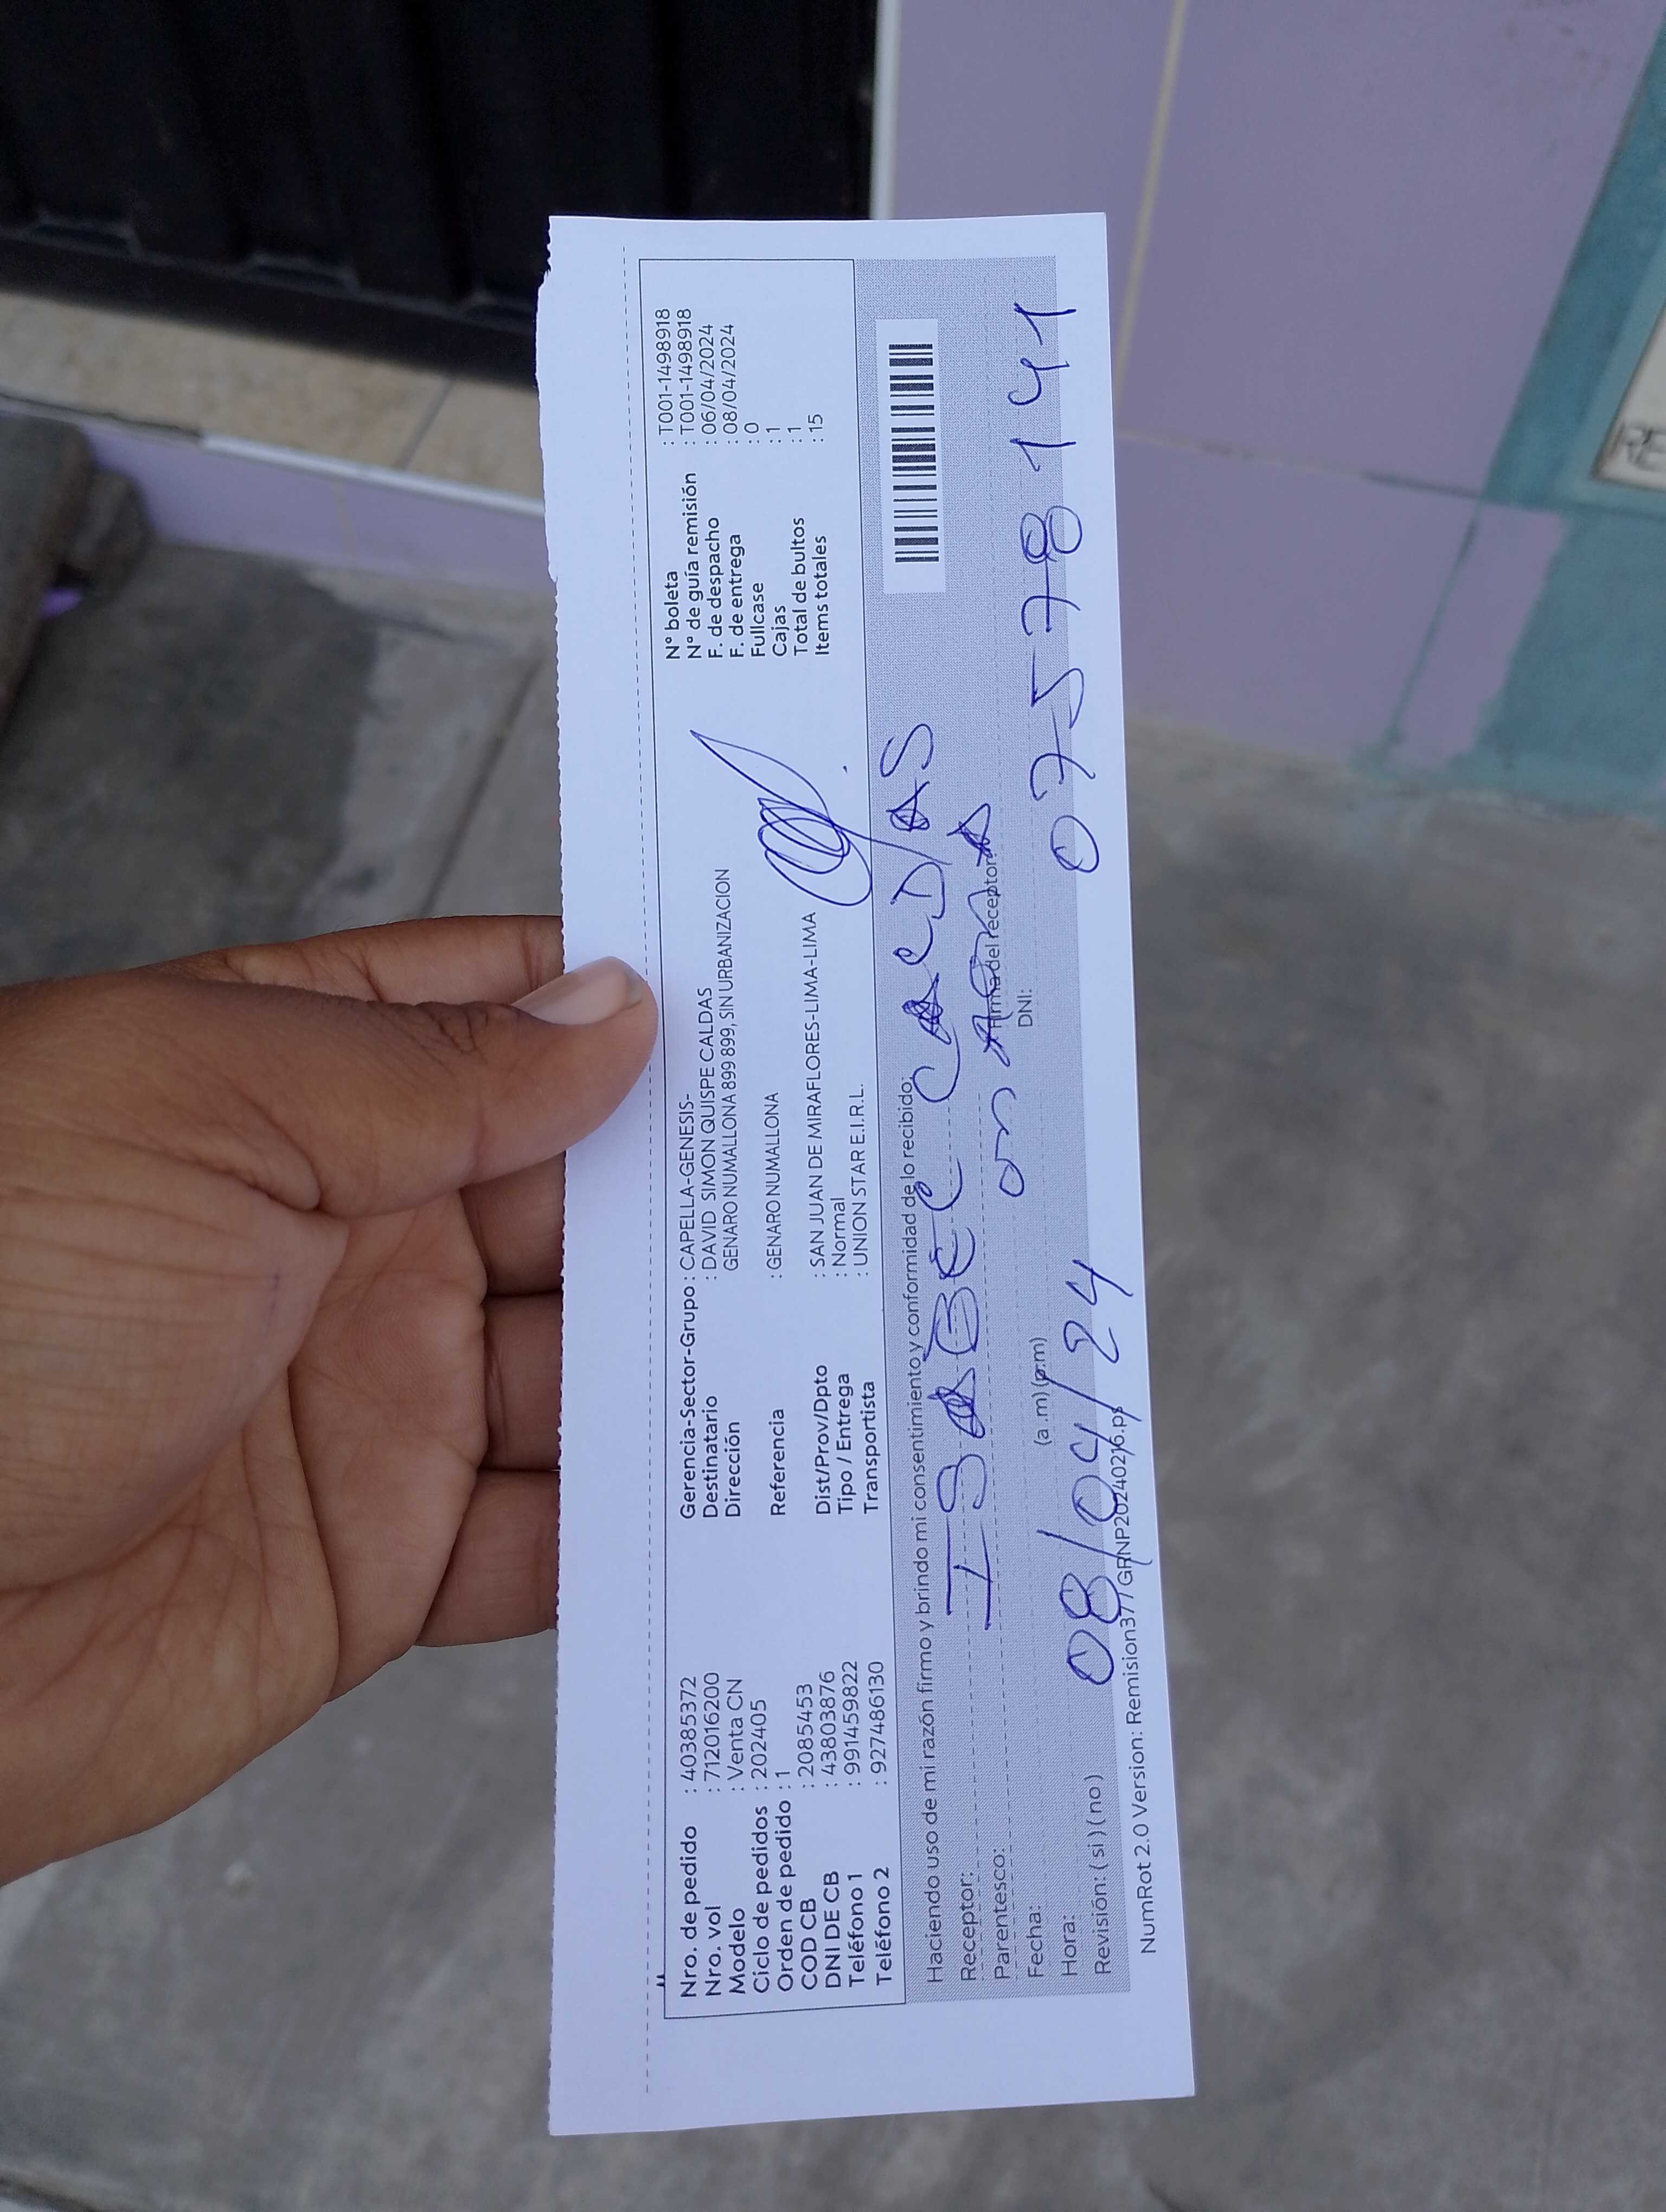 Nro. de pedido : 40385372
Nro. vol : 712016200
Modelo : Venta CN
Ciclo de pedidos : 202405
Orden de pedido : 1
COD CB : 2085453
DNI DE CB : 43803876
Teléfono 1 : 991459822
Teléfono 2 : 927486130
Gerencia-Sector-Grupo : CAPELLA-GENESIS-
Destinatario : DAVID SIMON QUISPE CALDAS
Dirección GENARO NUMALLONA 899 899, SIN URBANIZACION
Referencia : GENARO NUMALLONA
Dist/Prov/Dpto : SAN JUAN DE MIRAFLORES-LIMA-LIMA
Tipo / Entrega : Normal
Transportista : UNION STAR E.I.R.L.
Nº boleta : T001-1498918
Nº de guía remisión : T001-1498918
F. de despacho : 06/04/2024
F. de entrega : 08/04/2024
Fullcase : 0
Cajas : 1
Total de bultos : 1
Items totales : 15
Haciendo uso de mi razón firmo y brindo mi consentimiento y conformidad de lo recibido:
Receptor: ISABEL CALDAS
Parentesco:
Firma del receptor:
Fecha: (a .m) (p.m) DNI:
Hora: 08/04/24 07578141
Revisión: ( si ) ( no )
NumRot 2.0 Version: Remision377GRNP20240216.ps
RE